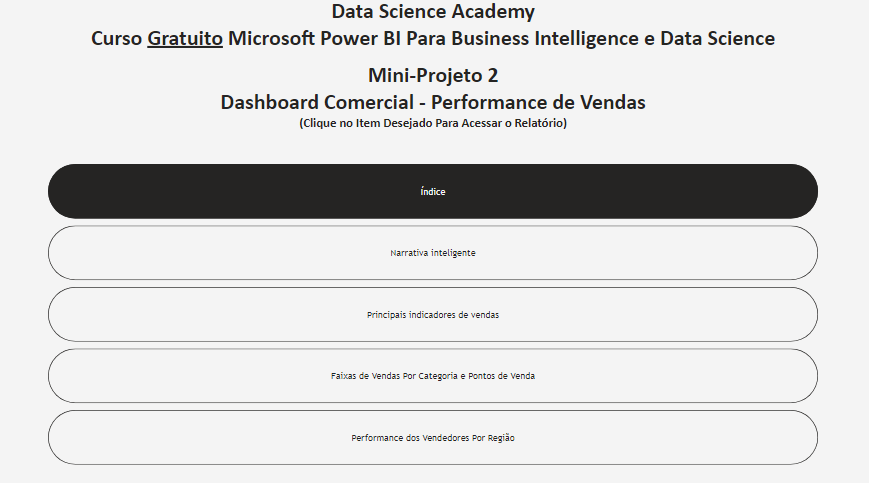 Data Science Academy
Curso Gratuito Microsoft Power BI Para Business Intelligence e Data Science
Mini-Projeto 2
Dashboard Comercial - Performance de Vendas
(Clique no Item Desejado Para Acessar o Relatório)
Índice
Narrativa inteligente
Principais indicadores de vendas
Faixas de Vendas Por Categoria e Pontos de Venda
Performance dos Vendedores Por Região